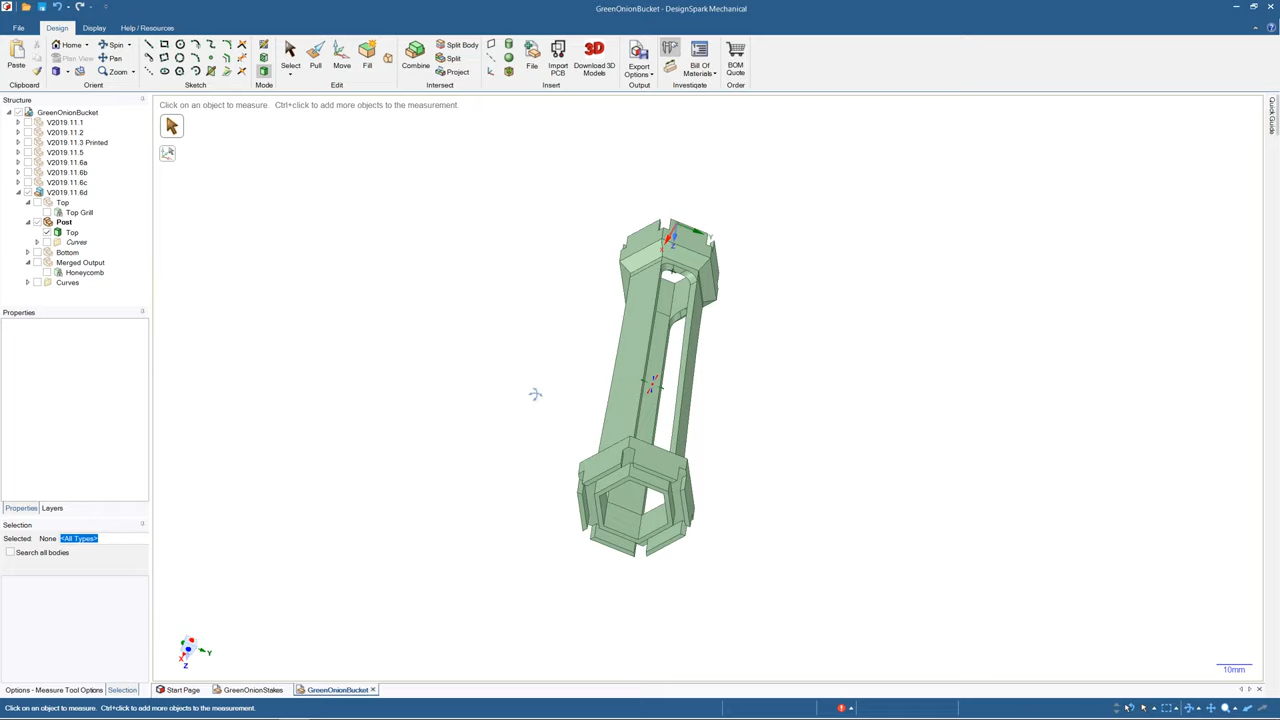 GreenOnionBucket - DesignSpark Mechanical
File Design Display Help / Resources
Paste
Clipboard
Home Spin
Plan View Pan
Zoom
Orient
Sketch
Mode
Select Pull Move Fill
Edit
Combine
Split Body
Split
Project
Intersect
File Import PCB Download 3D Models
Insert
Export Options
Output
Bill Of Materials
Investigate
BOM Quote
Order
Structure
GreenOnionBucket
V2019.11.1
V2019.11.2
V2019.11.3 Printed
V2019.11.5
V2019.11.6a
V2019.11.6b
V2019.11.6c
V2019.11.6d
Top
Top Grill
Post
Top
Curves
Bottom
Merged Output
Honeycomb
Curves
Properties
Properties Layers
Selection
Selected: None <All Types>
Search all bodies
Options - Measure Tool Options Selection
Click on an object to measure. Ctrl+click to add more objects to the measurement
Quick Guide
3D
X
Y
Z
X
Y
Z
10mm
Start Page GreenOnionStakes GreenOnionBucket
Click on an object to measure. Ctrl+click to add more objects to the measurement.